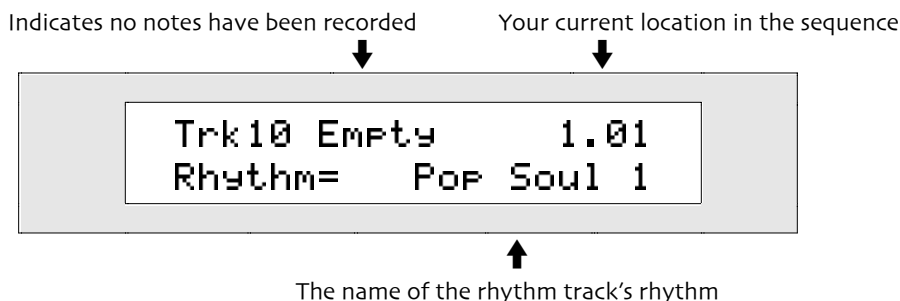 Indicates no notes have been recorded
Your current location in the sequence
Trk10 Empty 1.01
Rhythm= Pop Soul 1
The name of the rhythm track's rhythm